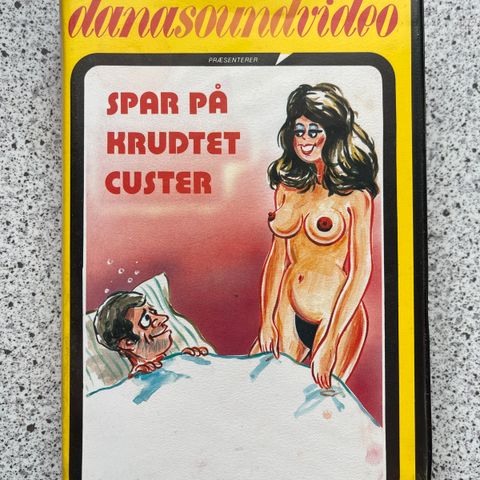 danasoundvideo
PRÆSENTERER
SPAR PÅ
KRUDTET
CUSTER